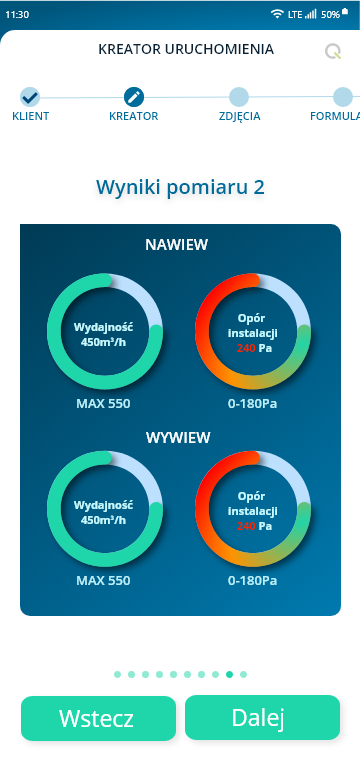 11:30 LTE 50%
KREATOR URUCHOMIENIA
KLIENT KREATOR ZDJĘCIA FORMULA
Wyniki pomiaru 2
NAWIEW
Wydajność
450m³/h
Opór
instalacji
240 Pa
MAX 550
0-180Pa
WYWIEW
Wydajność
450m³/h
Opór
instalacji
240 Pa
MAX 550
0-180Pa
Wstecz
Dalej